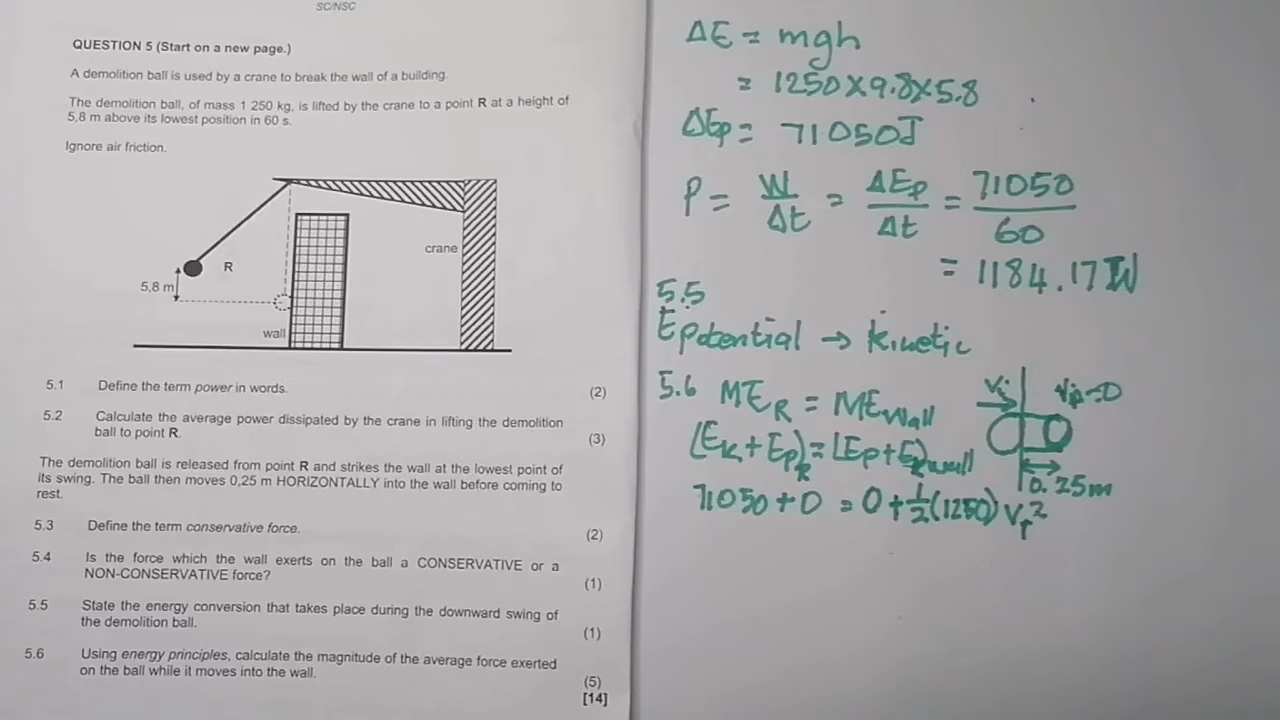 SC/NSC
QUESTION 5 (Start on a new page.)
A demolition ball is used by a crane to break the wall of a building.
The demolition ball, of mass 1 250 kg, is lifted by the crane to a point R at a height of
5,8 m above its lowest position in 60 s.
Ignore air friction.
R
crane
5,8 m
wall
5.1 Define the term power in words. (2)
5.2 Calculate the average power dissipated by the crane in lifting the demolition
ball to point R. (3)
The demolition ball is released from point R and strikes the wall at the lowest point of
its swing. The ball then moves 0,25 m HORIZONTALLY into the wall before coming to
rest.
5.3 Define the term conservative force. (2)
5.4 Is the force which the wall exerts on the ball a CONSERVATIVE or a
NON-CONSERVATIVE force? (1)
5.5 State the energy conversion that takes place during the downward swing of
the demolition ball. (1)
5.6 Using energy principles, calculate the magnitude of the average force exerted
on the ball while it moves into the wall. (5)
[14]
ΔE = mgh
= 1250×9.8×5.8
ΔEp = 71050J
P = W/Δt = ΔEp/Δt = 71050/60
= 1184.17W
5.5
Epotential → kinetic
5.6 MER = MEwall
(Ek+Ep)R = (Ep+Ek)wall
71050 + 0 = 0 + 1/2(1250) Vf²
Vi
Vf=0
0.25m